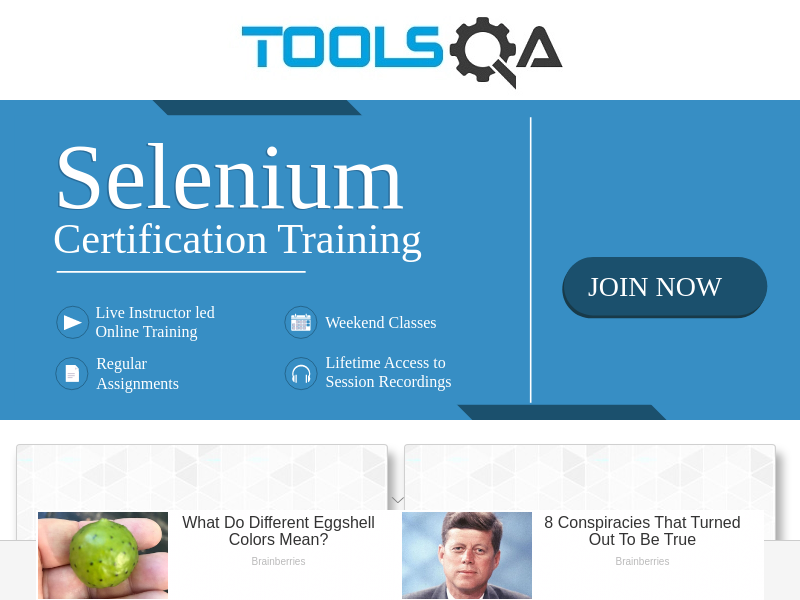 TOOLSQA
Selenium
Certification Training
JOIN NOW
Live Instructor led
Online Training
Weekend Classes
Regular
Assignments
Lifetime Access to
Session Recordings
What Do Different Eggshell
Colors Mean?
Brainberries
8 Conspiracies That Turned
Out To Be True
Brainberries